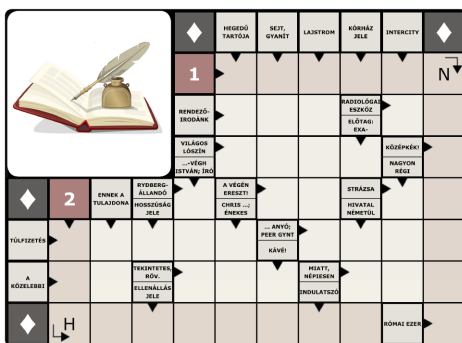 HEGEDŰ
TARTÓJA
SEJT,
GYANÍT
LAJSTROM
KÓRHÁZ
JELE
INTERCITY
1
N
RENDEZŐ-
IRODÁNK
RADIOLÓGAI
ESZKÖZ
ELŐTAG:
EXA-
VILÁGOS
LÓSZÍN
...-VÉGH
ISTVÁN; ÍRÓ
KÖZÉPKÉK!
NAGYON
RÉGI
2
ENNEK A
TULAJDONA
RYDBERG-
ÁLLANDÓ
HOSSZÚSÁG
JELE
A VÉGÉN
ERESZT!
CHRIS ...;
ÉNEKES
STRÁZSA
HIVATAL
NÉMETÜL
TÚLFIZETÉS
... ANYÓ;
PEER GYNT
KÁVÉ!
A
KÖZELEBBI
TEKINTETES,
RÖV.
ELLENÁLLÁS
JELE
MIATT,
NÉPIESEN
INDULATSZÓ
H
RÓMAI EZER